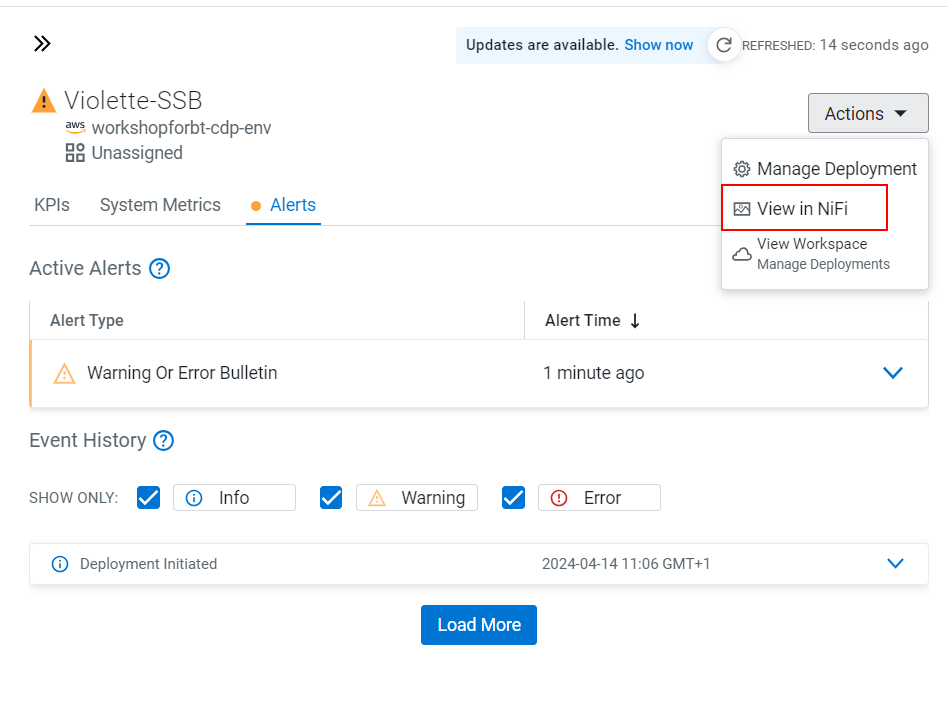 Updates are available. Show now
REFRESHED: 14 seconds ago
Violette-SSB
aws workshopforbt-cdp-env
Unassigned
Actions
Manage Deployment
View in NiFi
View Workspace
Manage Deployments
KPIs System Metrics Alerts
Active Alerts ?
Alert Type Alert Time ↓
Warning Or Error Bulletin 1 minute ago
Event History ?
SHOW ONLY: Info Warning Error
Deployment Initiated 2024-04-14 11:06 GMT+1
Load More